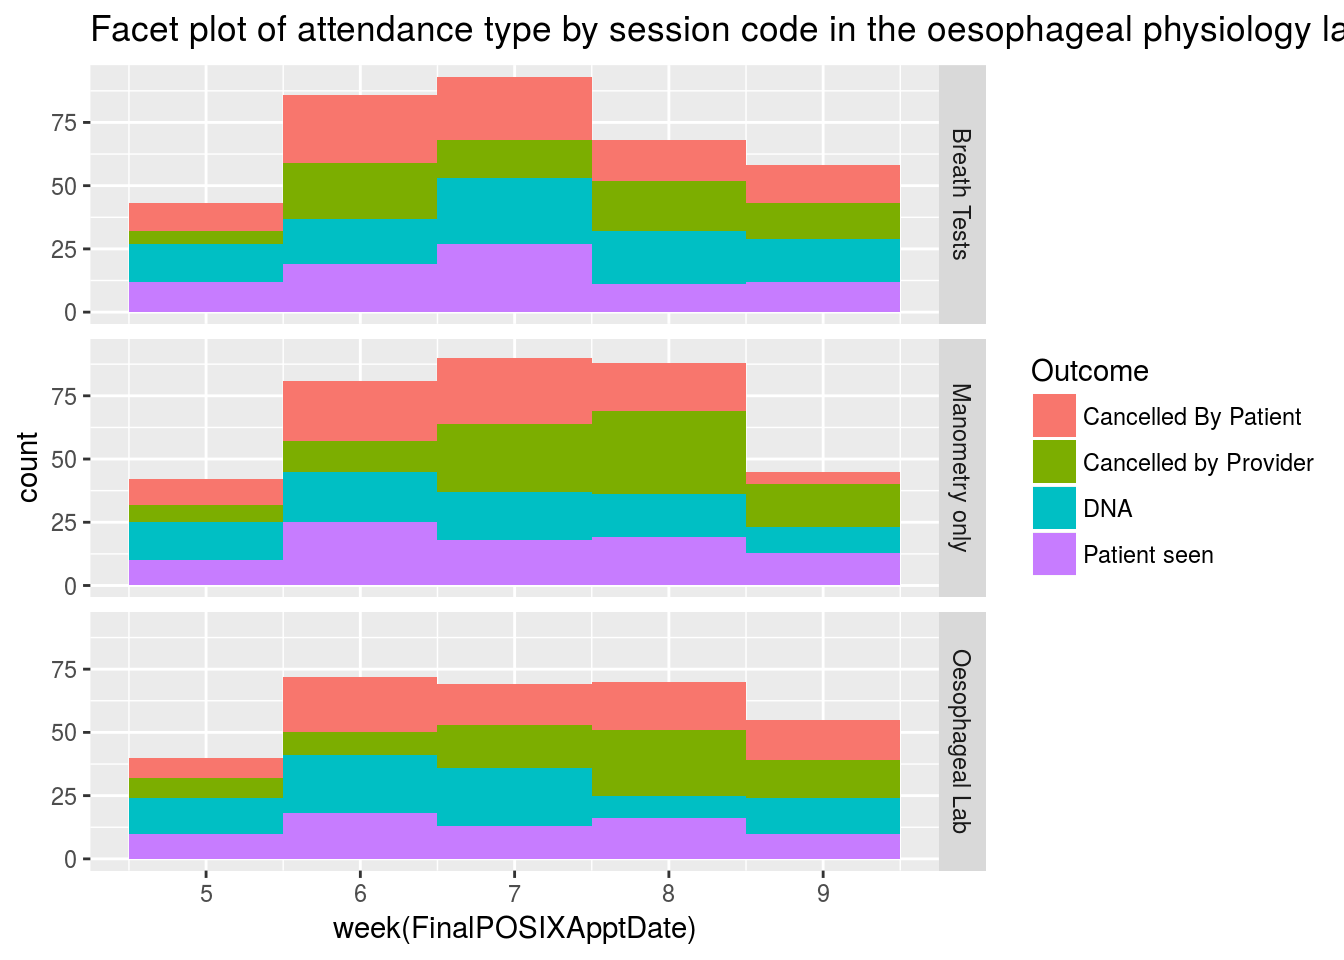 Facet plot of attendance type by session code in the oesophageal physiology la
75
50
25
0
Breath Tests
75
50
25
0
Manometry only
75
50
25
0
Oesophageal Lab
count
5 6 7 8 9
week(FinalPOSIXApptDate)
Outcome
Cancelled By Patient
Cancelled by Provider
DNA
Patient seen